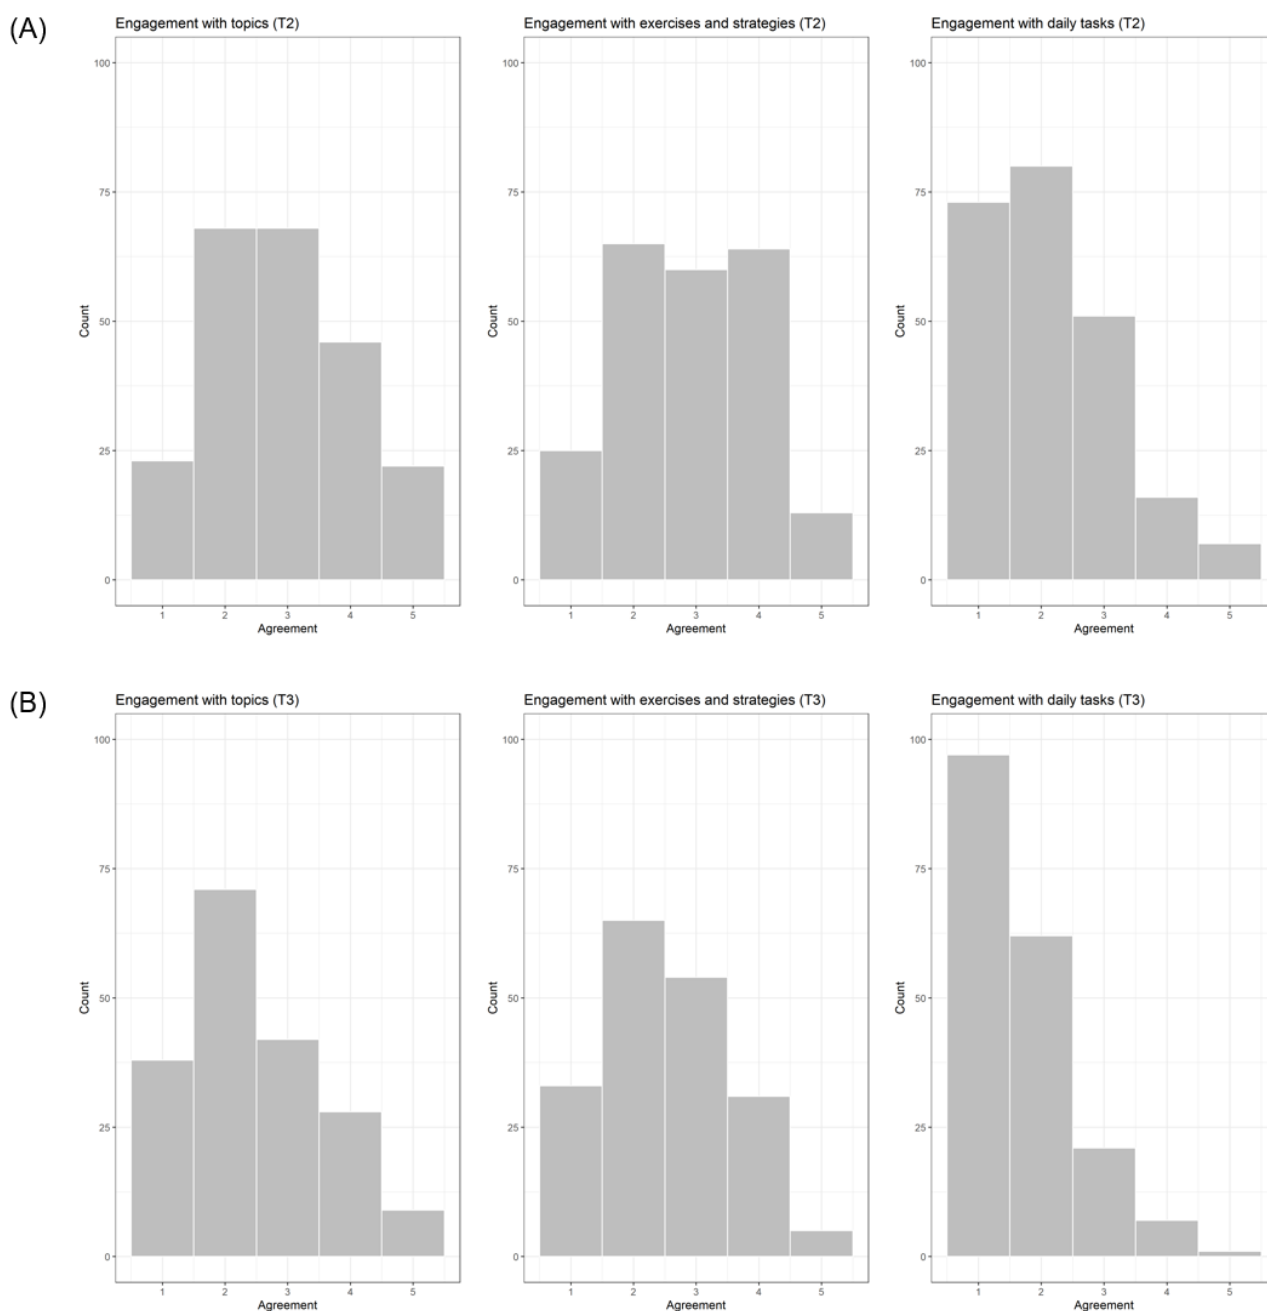 (A)
Engagement with topics (T2)
100
75
50
25
0
Count
1 2 3 4 5
Agreement
Engagement with exercises and strategies (T2)
100
75
50
25
0
Count
1 2 3 4 5
Agreement
Engagement with daily tasks (T2)
100
75
50
25
0
Count
1 2 3 4 5
Agreement
(B)
Engagement with topics (T3)
100
75
50
25
0
Count
1 2 3 4 5
Agreement
Engagement with exercises and strategies (T3)
100
75
50
25
0
Count
1 2 3 4 5
Agreement
Engagement with daily tasks (T3)
100
75
50
25
0
Count
1 2 3 4 5
Agreement